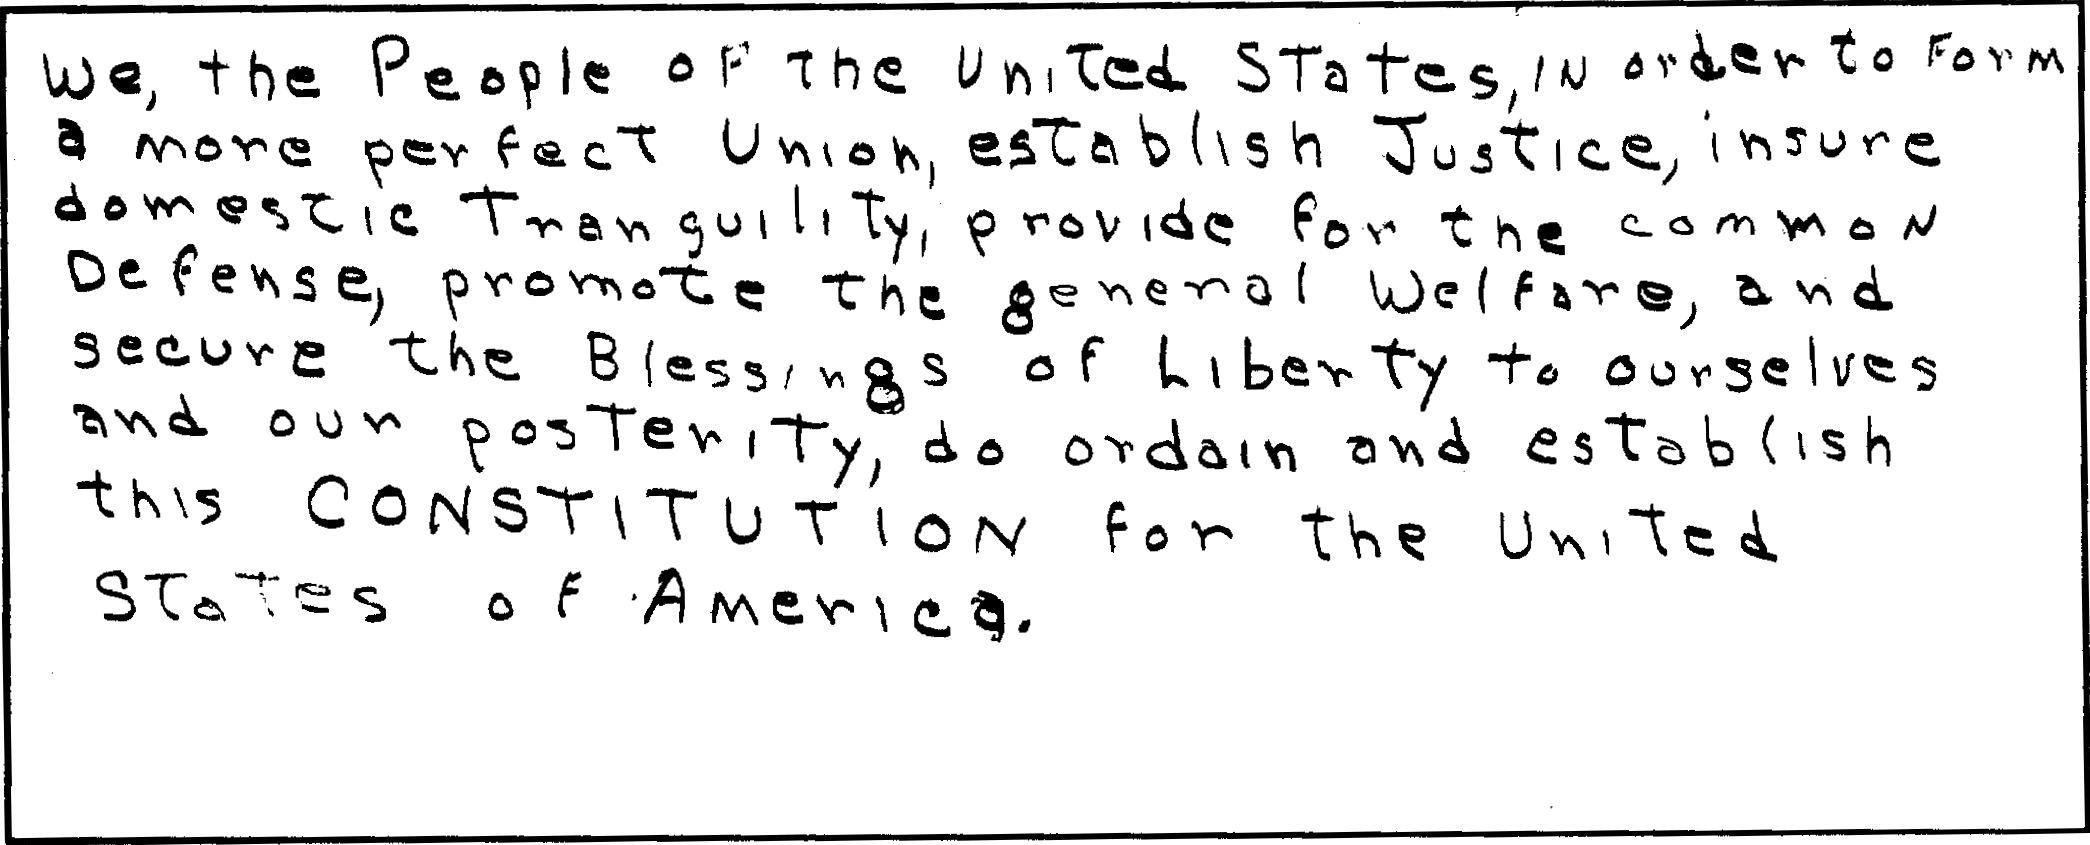 We, the People of the United States, in order to form
a more perfect Union, establish Justice, insure
domestic Tranquility, provide for the common
Defense, promote the general Welfare, and
secure the Blessings of Liberty to ourselves
and our posterity, do ordain and establish
this CONSTITUTION for the United
States of America.